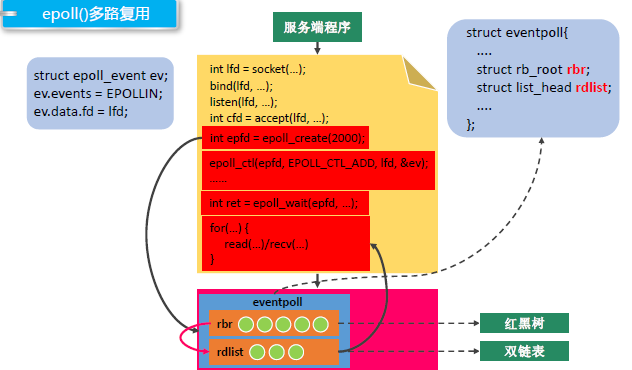 epoll()多路复用
服务端程序
struct epoll_event ev;
ev.events = EPOLLIN;
ev.data.fd = lfd;
int lfd = socket(…);
bind(lfd, …);
listen(lfd, …);
int cfd = accept(lfd, …);
int epfd = epoll_create(2000);
epoll_ctl(epfd, EPOLL_CTL_ADD, lfd, &ev);
……
int ret = epoll_wait(epfd, …);
for(…) {
read(…)/recv(…)
}
struct eventpoll{
....
struct rb_root rbr;
struct list_head rdlist;
....
};
eventpoll
rbr
rdlist
红黑树
双链表